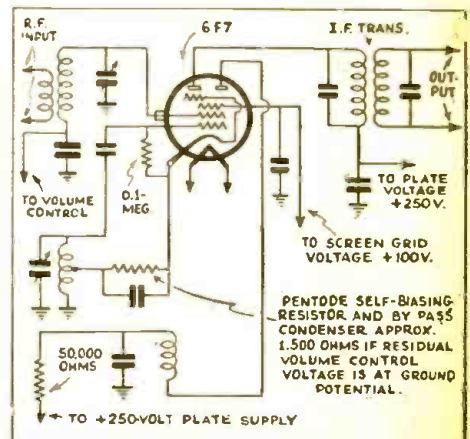 R.F.
INPUT
6F7
I.F. TRANS.
OUT-
PUT
TO VOLUME
CONTROL
0.1-
MEG
TO PLATE
VOLTAGE
+250 V.
TO SCREEN GRID
VOLTAGE +100V.
PENTODE SELF-BIASING
RESISTOR AND BY PASS
CONDENSER APPROX.
1.500 OHMS IF RESIDUAL
VOLUME CONTROL
VOLTAGE IS AT GROUND
POTENTIAL.
50,000
OHMS
TO +250-VOLT PLATE SUPPLY